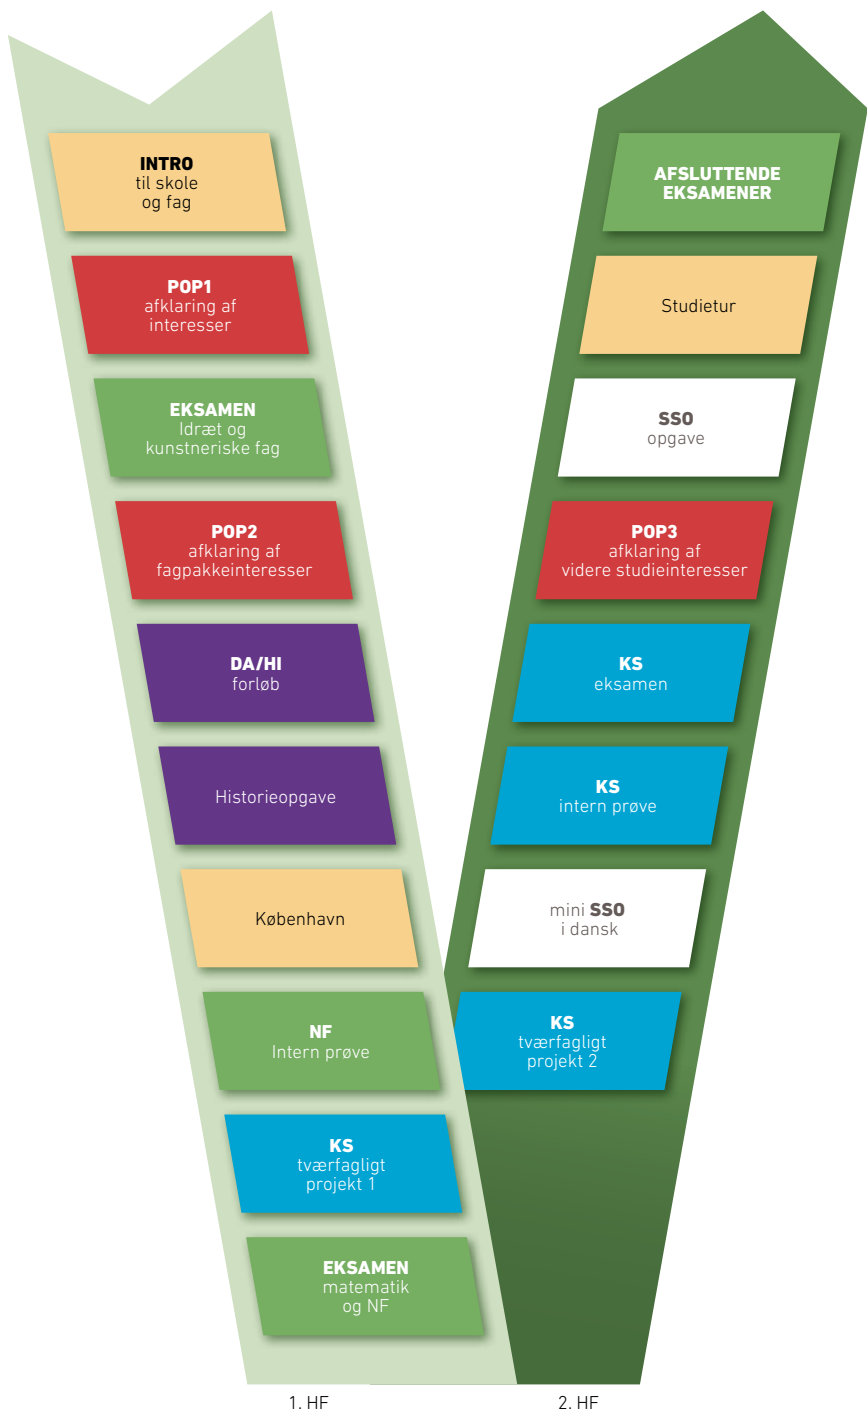 INTRO
til skole
og fag
POP1
afklaring af
interesser
EKSAMEN
Idræt og
kunstneriske fag
POP2
afklaring af
fagpakkeinteresser
DA/HI
forløb
Historieopgave
København
NF
Intern prøve
KS
tværfagligt
projekt 1
EKSAMEN
matematik
og NF
1. HF
AFSLUTTENDE
EKSAMENER
Studietur
SSO
opgave
POP3
afklaring af
videre studieinteresser
KS
eksamen
KS
intern prøve
mini SSO
i dansk
KS
tværfagligt
projekt 2
2. HF